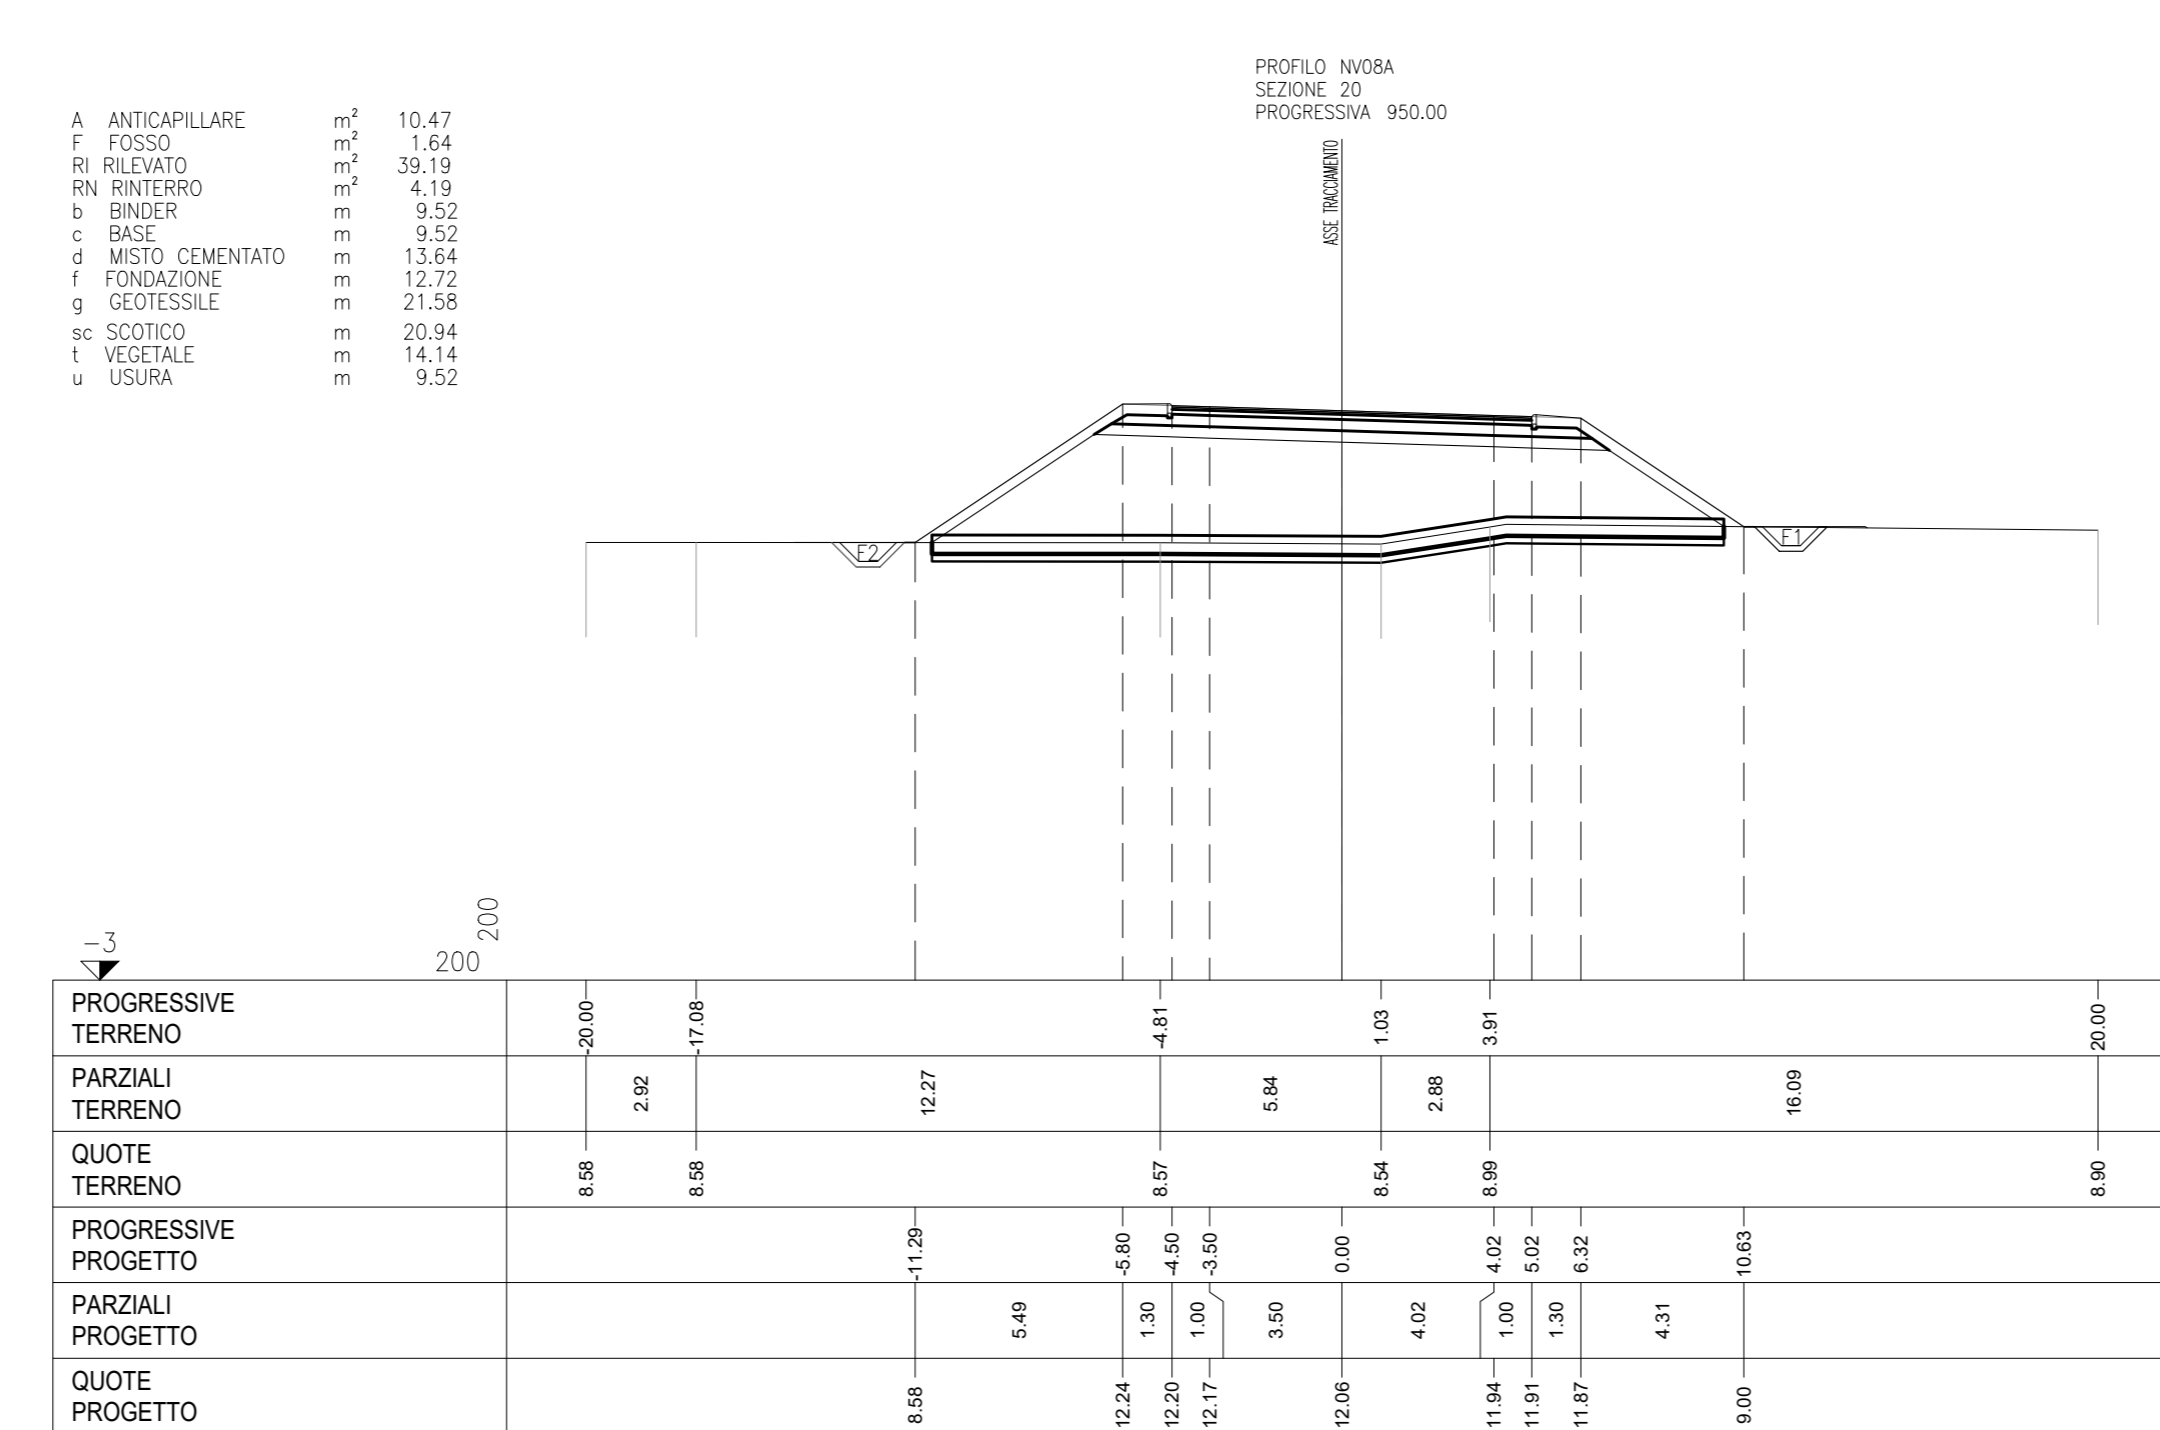 PROFILO NV08A
SEZIONE 20
PROGRESSIVA 950.00
ASSE TRACCIAMENTO
A ANTICAPILLARE m² 10.47
F FOSSO m² 1.64
RI RILEVATO m² 39.19
RN RINTERRO m² 4.19
b BINDER m 9.52
c BASE m 9.52
d MISTO CEMENTATO m 13.64
f FONDAZIONE m 12.72
g GEOTESSILE m 21.58
sc SCOTICO m 20.94
t VEGETALE m 14.14
u USURA m 9.52
F2
F1
-3
200
200
PROGRESSIVE
TERRENO
-20.00 -17.08 -4.81 1.03 3.91 20.00
PARZIALI
TERRENO
2.92 12.27 5.84 2.88 16.09
QUOTE
TERRENO
8.58 8.58 8.57 8.54 8.99 8.90
PROGRESSIVE
PROGETTO
-11.29 -5.80 -4.50 -3.50 0.00 4.02 5.02 6.32 10.63
PARZIALI
PROGETTO
5.49 1.30 1.00 3.50 4.02 1.00 1.30 4.31
QUOTE
PROGETTO
8.58 12.24 12.20 12.17 12.06 11.94 11.91 11.87 9.00